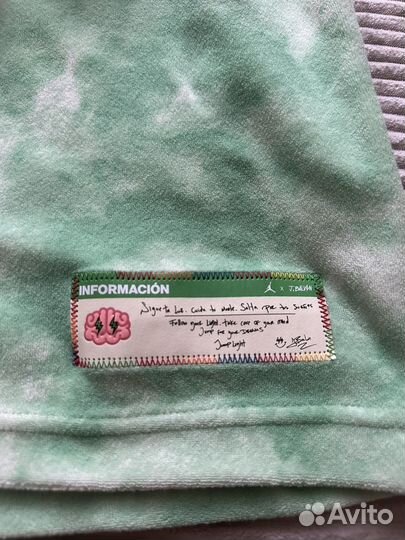 INFORMACIÓN x J. Balvin
Sigue tu Luz. Cuida tu mente. Salta por tus sueños
Follow your Light. take care of your mind
Jump for your Dreams
Jump Light
Avito